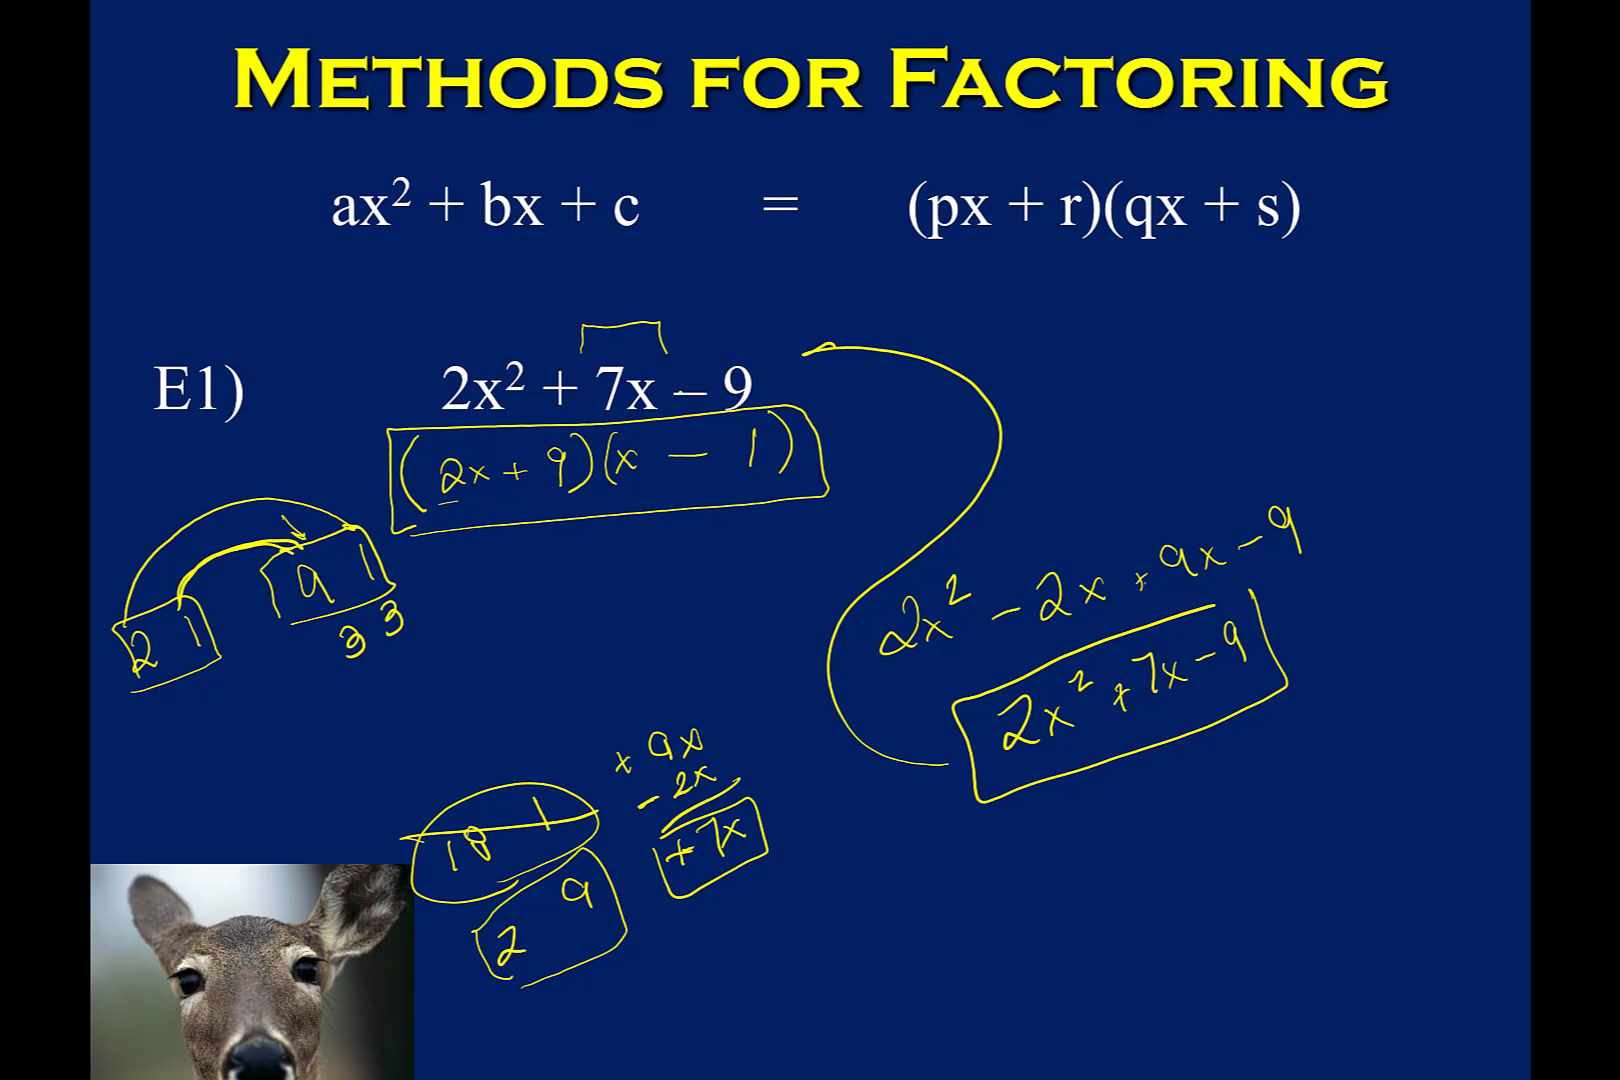 METHODS FOR FACTORING
ax² + bx + c = (px + r)(qx + s)
E1) 2x² + 7x – 9
(2x + 9)(x – 1)
9 1
2 1
3 3
2x² – 2x + 9x – 9
2x² + 7x – 9
+ 9x
- 2x
+ 7x
18 1
2 9